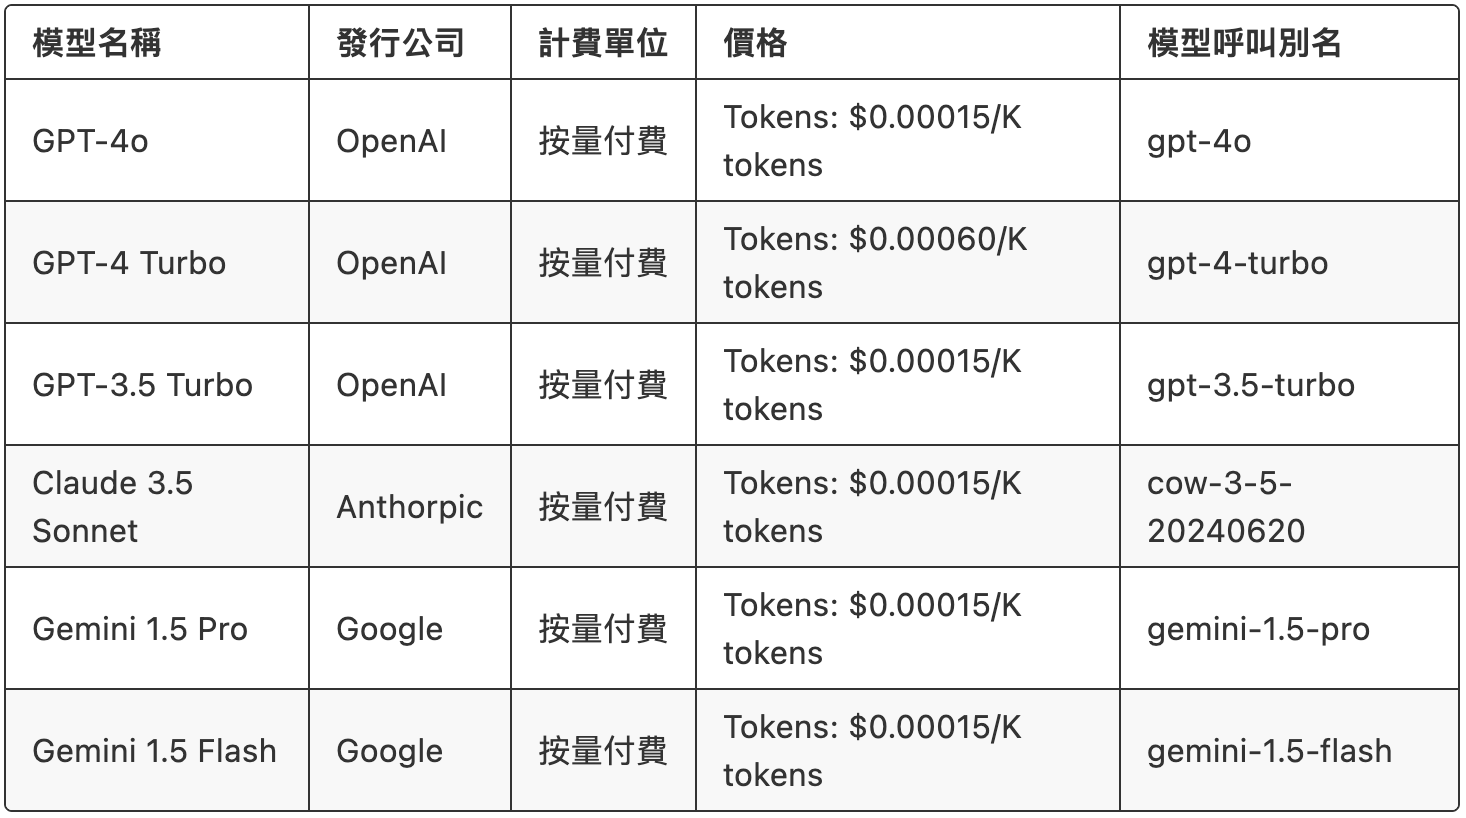 模型名稱 發行公司 計費單位 價格 模型呼叫別名
GPT-4o OpenAI 按量付費 Tokens: $0.00015/K tokens gpt-4o
GPT-4 Turbo OpenAI 按量付費 Tokens: $0.00060/K tokens gpt-4-turbo
GPT-3.5 Turbo OpenAI 按量付費 Tokens: $0.00015/K tokens gpt-3.5-turbo
Claude 3.5 Sonnet Anthorpic 按量付費 Tokens: $0.00015/K tokens cow-3-5-20240620
Gemini 1.5 Pro Google 按量付費 Tokens: $0.00015/K tokens gemini-1.5-pro
Gemini 1.5 Flash Google 按量付費 Tokens: $0.00015/K tokens gemini-1.5-flash